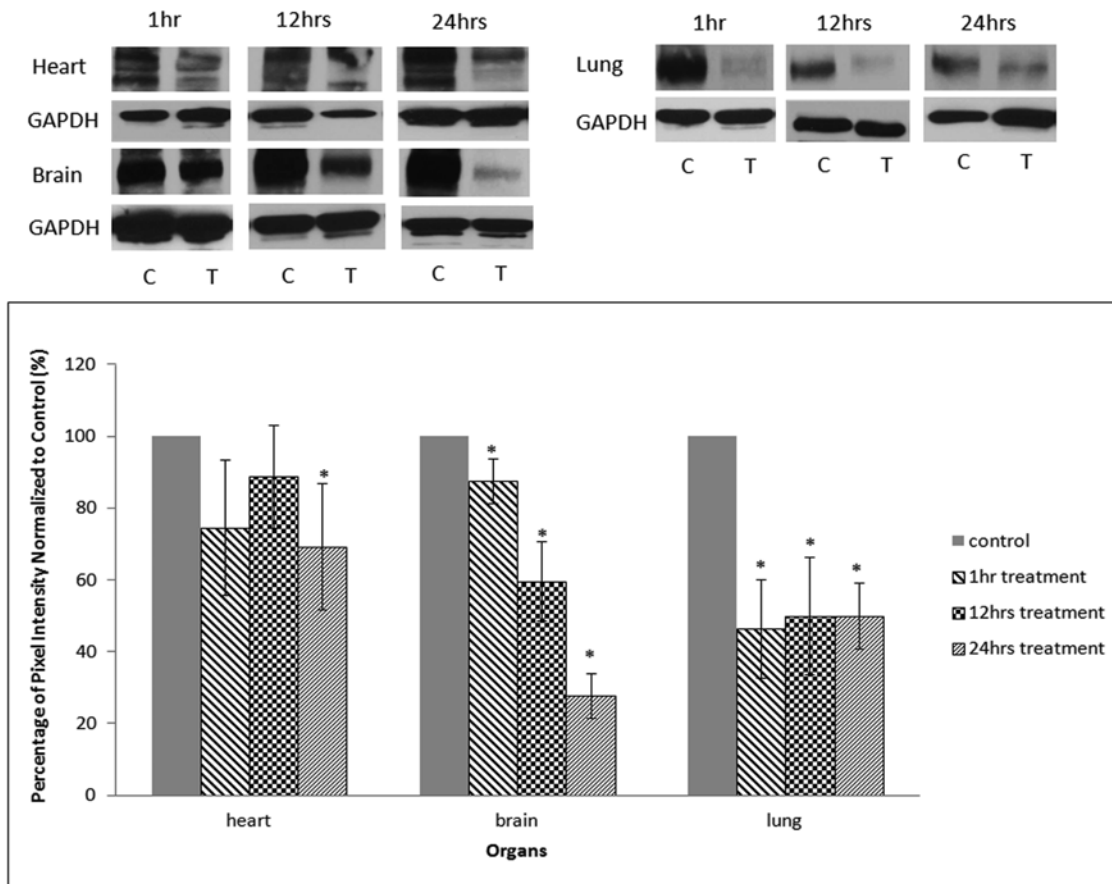 1hr 12hrs 24hrs
Heart
GAPDH
Brain
GAPDH
C T C T C T
1hr 12hrs 24hrs
Lung
GAPDH
C T C T C T
Percentage of Pixel Intensity Normalized to Control (%)
120
100
80
60
40
20
0
* * * * * * *
heart brain lung
Organs
control
1hr treatment
12hrs treatment
24hrs treatment